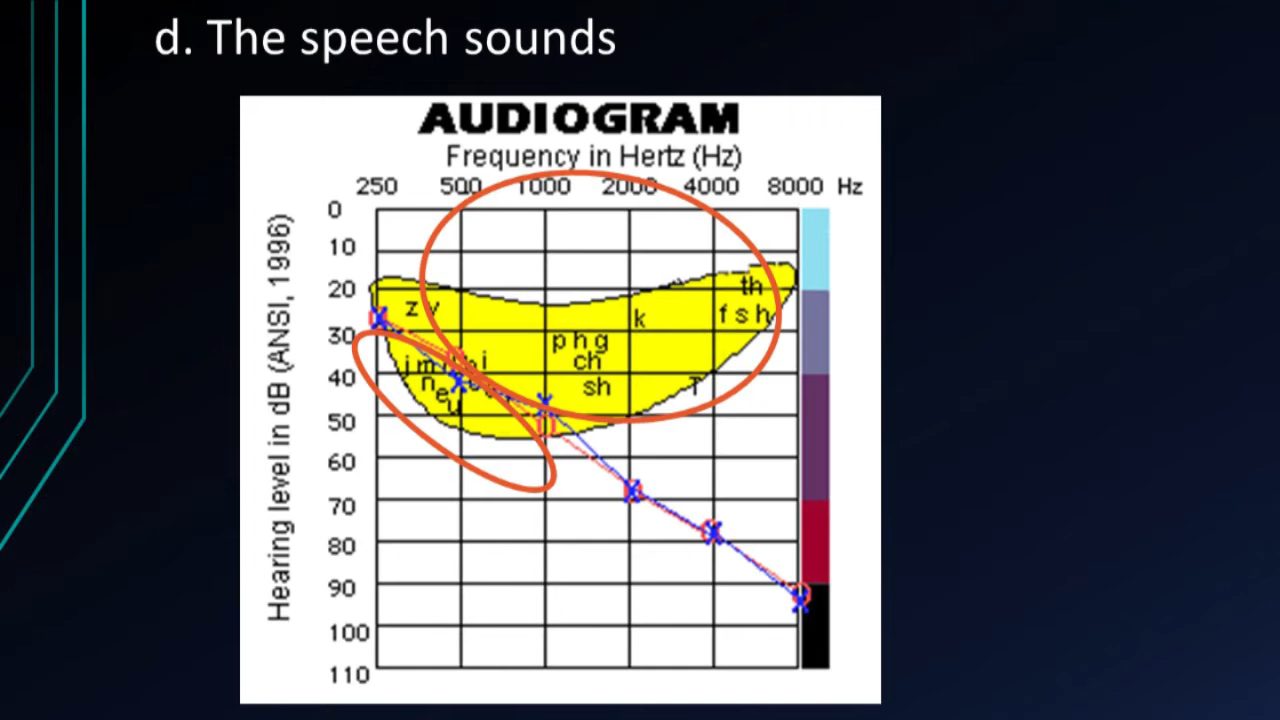 d. The speech sounds
AUDIOGRAM
Frequency in Hertz (Hz)
250 500 1000 2000 4000 8000 Hz
Hearing level in dB (ANSI, 1996)
0
10
20
30
40
50
60
70
80
90
100
110
th
z v
k
f s h
p h g
i
ch
j m
sh
T
n
e
u